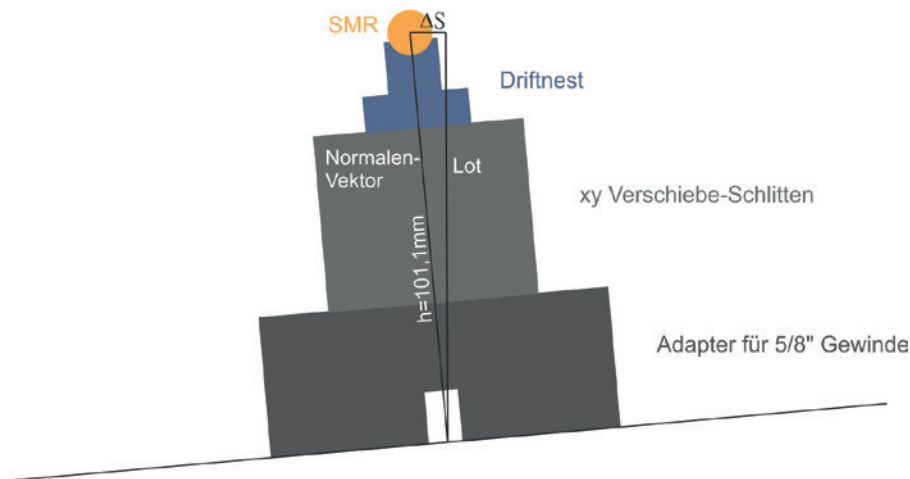 SMR
ΔS
Driftnest
Normalen-
Vektor
Lot
xy Verschiebe-Schlitten
h=101,1mm
Adapter für 5/8" Gewinde